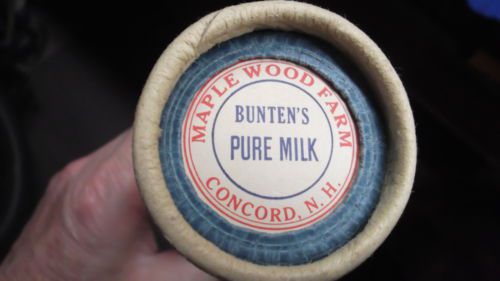 MAPLE WOOD FARM
BUNTEN'S
PURE MILK
CONCORD, N.H.